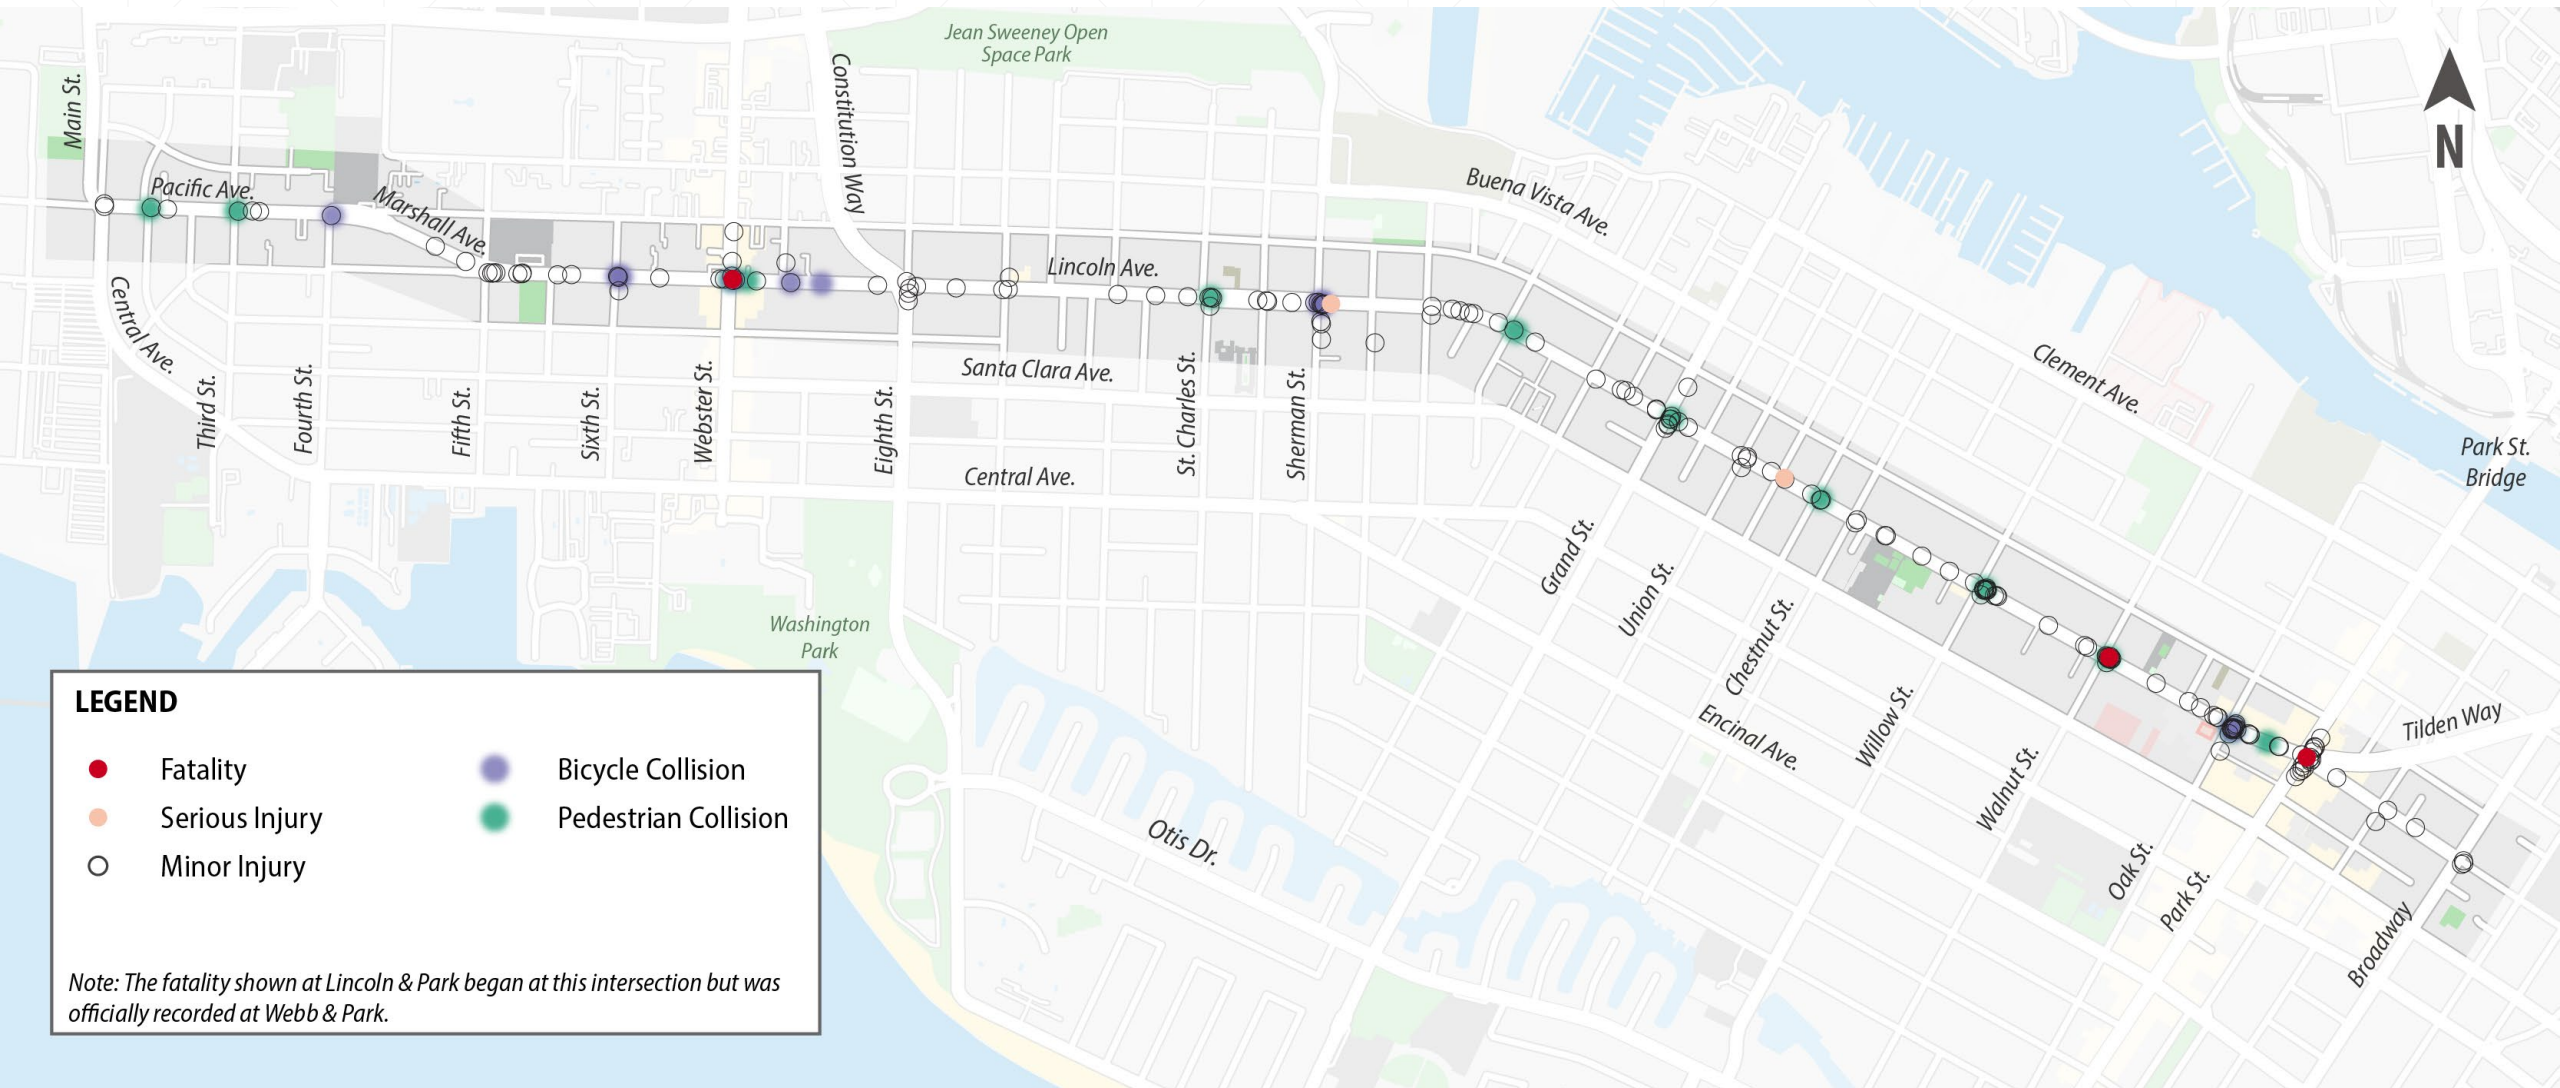 Jean Sweeney Open
Space Park
Main St.
Constitution Way
Pacific Ave.
Marshall Ave.
Buena Vista Ave.
N
Lincoln Ave.
Central Ave.
Santa Clara Ave.
Clement Ave.
Third St.
Fourth St.
Fifth St.
Sixth St.
Webster St.
Eighth St.
St. Charles St.
Sherman St.
Central Ave.
Park St.
Bridge
Grand St.
Union St.
Chestnut St.
Washington
Park
Encinal Ave.
Willow St.
Walnut St.
Oak St.
Park St.
Tilden Way
Broadway
Otis Dr.
LEGEND
Fatality
Serious Injury
Minor Injury
Bicycle Collision
Pedestrian Collision
Note: The fatality shown at Lincoln & Park began at this intersection but was
officially recorded at Webb & Park.